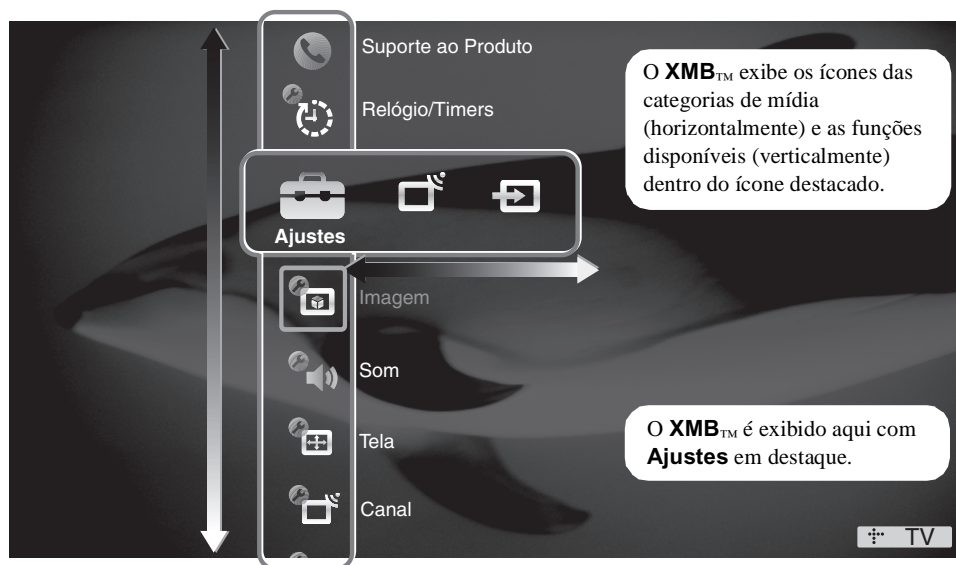 Suporte ao Produto
Relógio/Timers
O XMB™ exibe os ícones das
categorias de mídia
(horizontalmente) e as funções
disponíveis (verticalmente)
dentro do ícone destacado.
Ajustes
Imagem
Som
Tela
Canal
O XMB™ é exibido aqui com
Ajustes em destaque.
TV